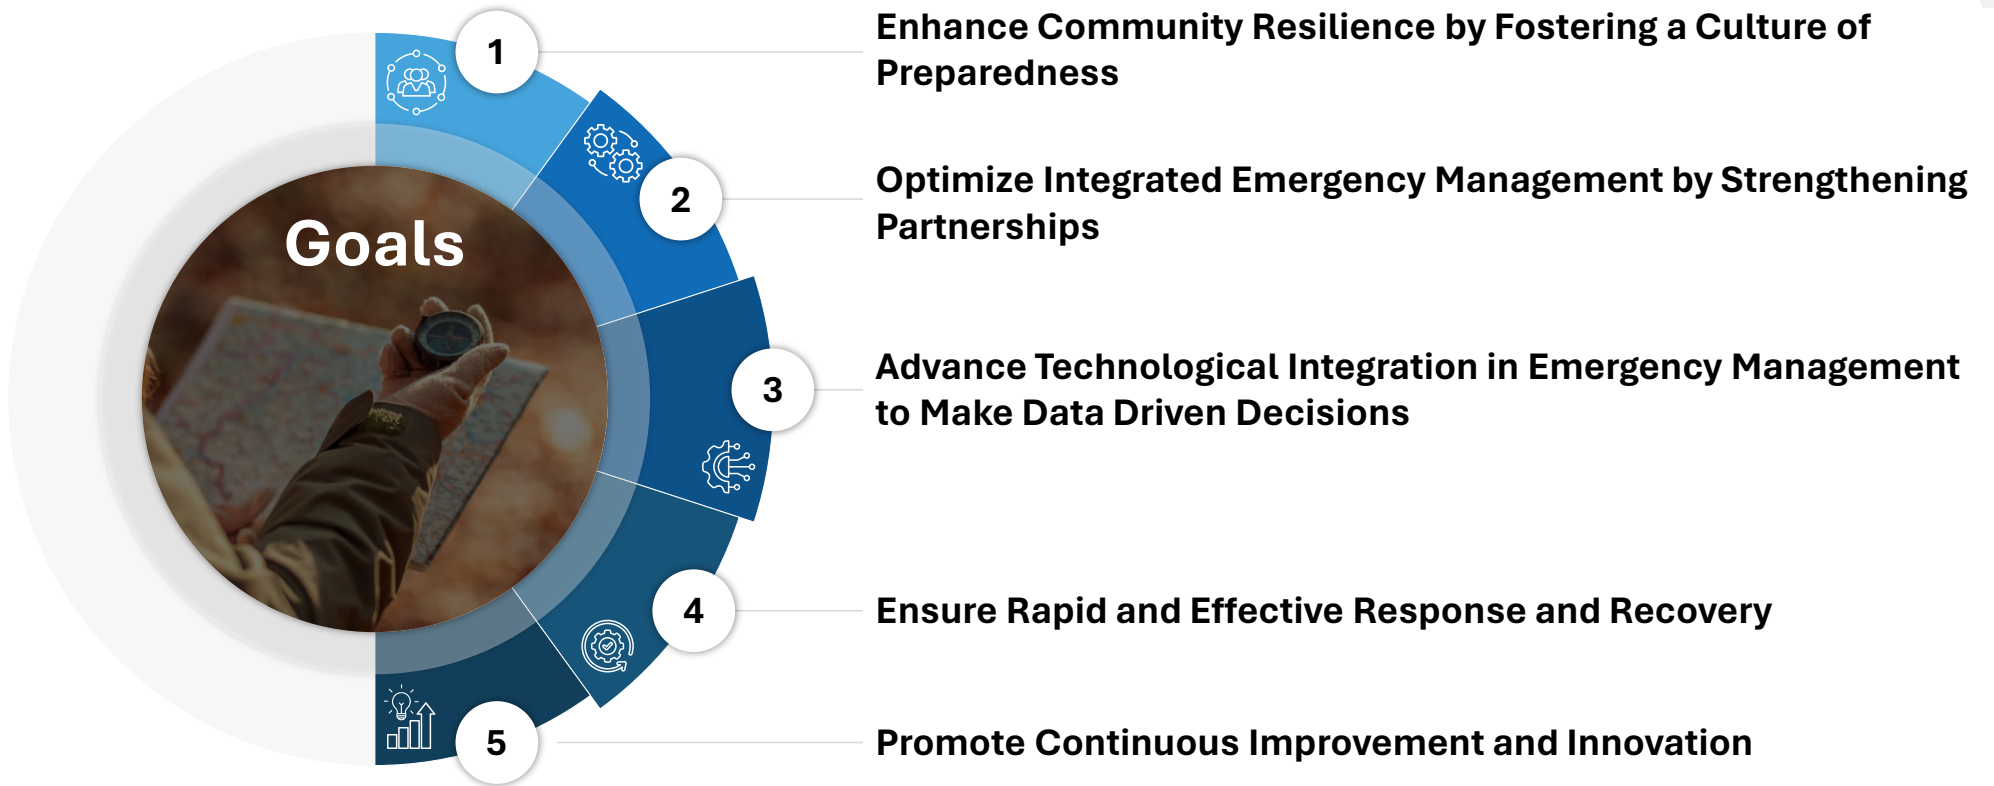 Goals
1
Enhance Community Resilience by Fostering a Culture of
Preparedness
2
Optimize Integrated Emergency Management by Strengthening
Partnerships
3
Advance Technological Integration in Emergency Management
to Make Data Driven Decisions
4
Ensure Rapid and Effective Response and Recovery
5
Promote Continuous Improvement and Innovation